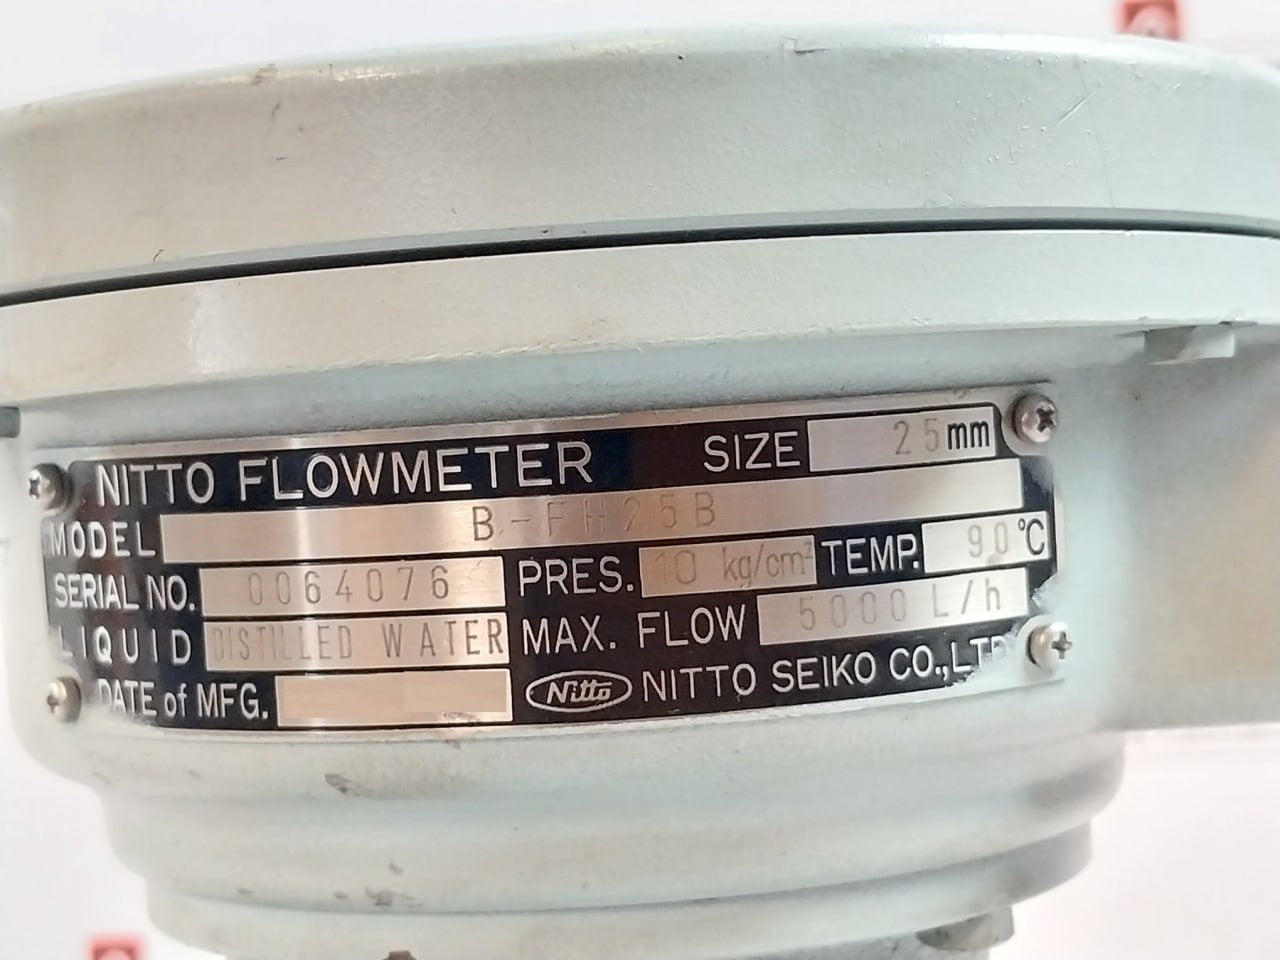 NITTO FLOWMETER SIZE 25mm
MODEL B-FH25B
SERIAL NO. 0064076 PRES. 10 kg/cm² TEMP. 90°C
LIQUID DISTILLED WATER MAX. FLOW 5000 L/h
DATE of MFG. Nitto NITTO SEIKO CO.,LTD